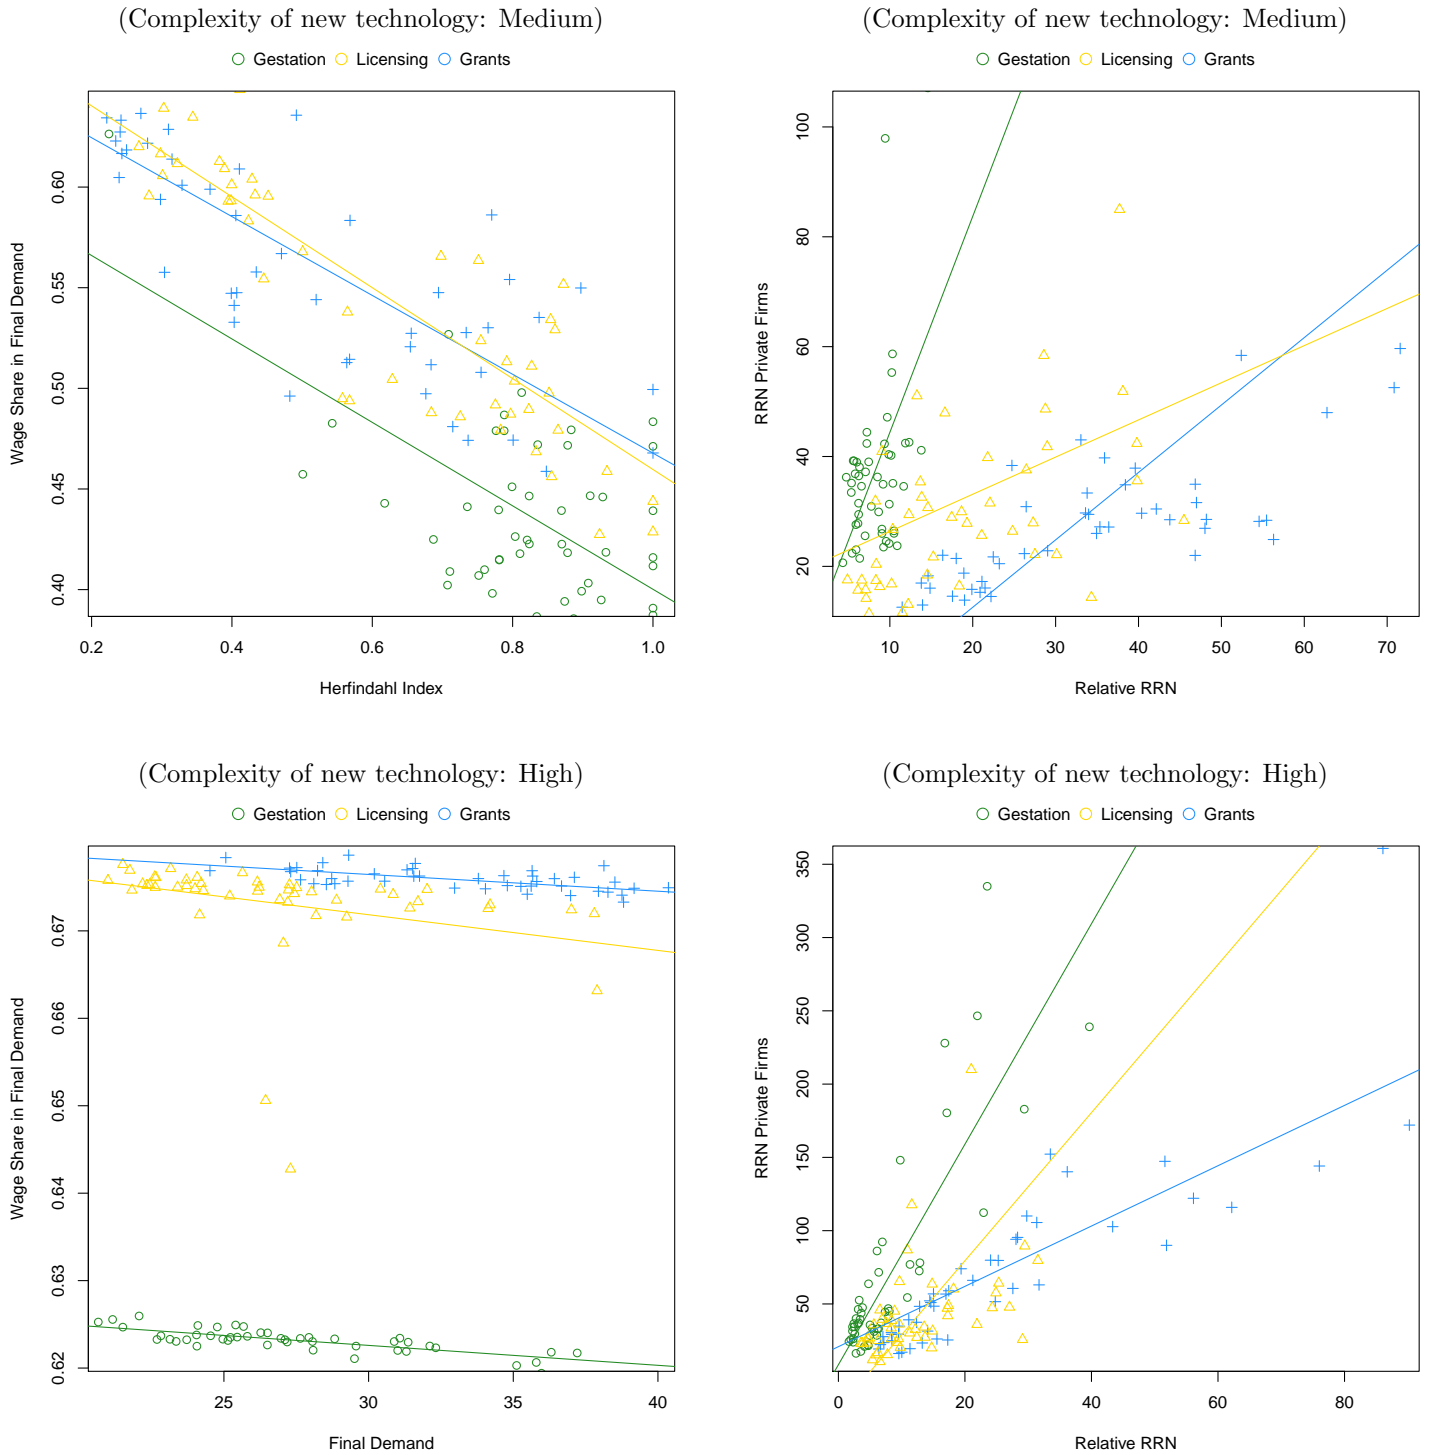 (Complexity of new technology: Medium)
Gestation Licensing Grants
0.60
0.55
0.50
0.45
0.40
Wage Share in Final Demand
0.2 0.4 0.6 0.8 1.0
Herfindahl Index
(Complexity of new technology: Medium)
Gestation Licensing Grants
100
80
60
40
20
RRN Private Firms
10 20 30 40 50 60 70
Relative RRN
(Complexity of new technology: High)
Gestation Licensing Grants
0.67
0.66
0.65
0.64
0.63
0.62
Wage Share in Final Demand
25 30 35 40
Final Demand
(Complexity of new technology: High)
Gestation Licensing Grants
350
300
250
200
150
100
50
RRN Private Firms
0 20 40 60 80
Relative RRN